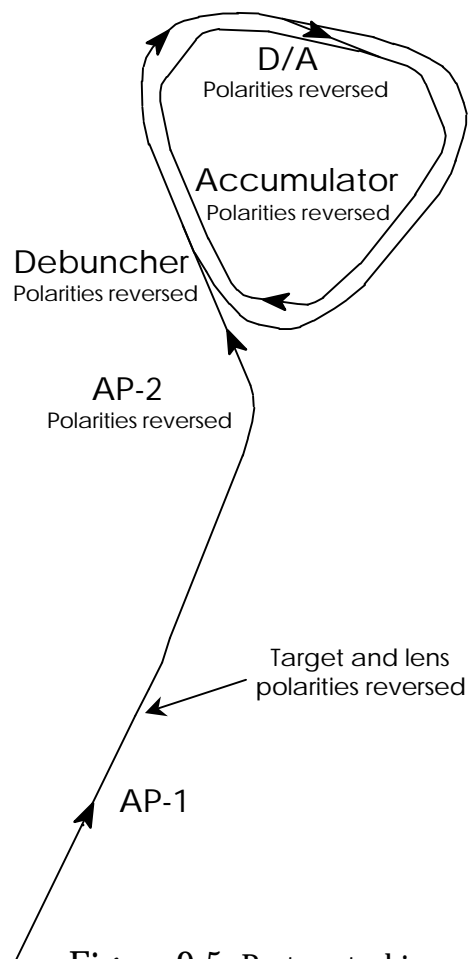 D/A
Polarities reversed
Accumulator
Polarities reversed
Debuncher
Polarities reversed
AP-2
Polarities reversed
Target and lens
polarities reversed
AP-1